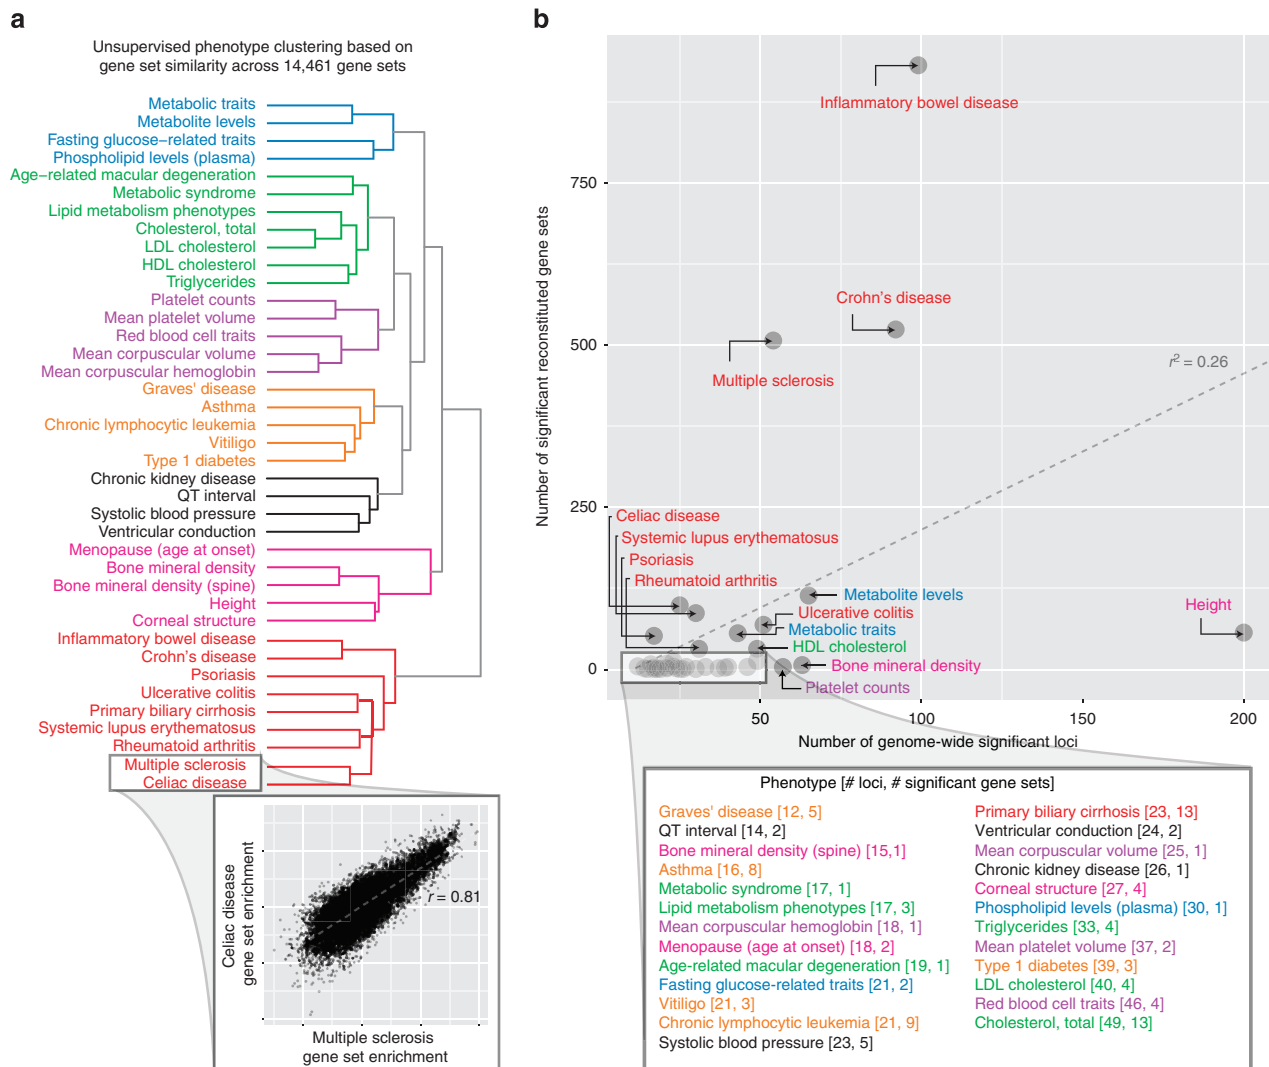 a
Unsupervised phenotype clustering based on
gene set similarity across 14,461 gene sets
Metabolic traits
Metabolite levels
Fasting glucose–related traits
Phospholipid levels (plasma)
Age–related macular degeneration
Metabolic syndrome
Lipid metabolism phenotypes
Cholesterol, total
LDL cholesterol
HDL cholesterol
Triglycerides
Platelet counts
Mean platelet volume
Red blood cell traits
Mean corpuscular volume
Mean corpuscular hemoglobin
Graves' disease
Asthma
Chronic lymphocytic leukemia
Vitiligo
Type 1 diabetes
Chronic kidney disease
QT interval
Systolic blood pressure
Ventricular conduction
Menopause (age at onset)
Bone mineral density
Bone mineral density (spine)
Height
Corneal structure
Inflammatory bowel disease
Crohn's disease
Psoriasis
Ulcerative colitis
Primary biliary cirrhosis
Systemic lupus erythematosus
Rheumatoid arthritis
Multiple sclerosis
Celiac disease
Celiac disease
gene set enrichment
r = 0.81
Multiple sclerosis
gene set enrichment
b
Number of significant reconstituted gene sets
750
500
250
0
Inflammatory bowel disease
Crohn's disease
Multiple sclerosis
r² = 0.26
Celiac disease
Systemic lupus erythematosus
Psoriasis
Rheumatoid arthritis
Metabolite levels
Ulcerative colitis
Metabolic traits
HDL cholesterol
Bone mineral density
Platelet counts
Height
50
100
150
200
Number of genome-wide significant loci
Phenotype [# loci, # significant gene sets]
Graves' disease [12, 5]
QT interval [14, 2]
Bone mineral density (spine) [15,1]
Asthma [16, 8]
Metabolic syndrome [17, 1]
Lipid metabolism phenotypes [17, 3]
Mean corpuscular hemoglobin [18, 1]
Menopause (age at onset) [18, 2]
Age-related macular degeneration [19, 1]
Fasting glucose-related traits [21, 2]
Vitiligo [21, 3]
Chronic lymphocytic leukemia [21, 9]
Systolic blood pressure [23, 5]
Primary biliary cirrhosis [23, 13]
Ventricular conduction [24, 2]
Mean corpuscular volume [25, 1]
Chronic kidney disease [26, 1]
Corneal structure [27, 4]
Phospholipid levels (plasma) [30, 1]
Triglycerides [33, 4]
Mean platelet volume [37, 2]
Type 1 diabetes [39, 3]
LDL cholesterol [40, 4]
Red blood cell traits [46, 4]
Cholesterol, total [49, 13]